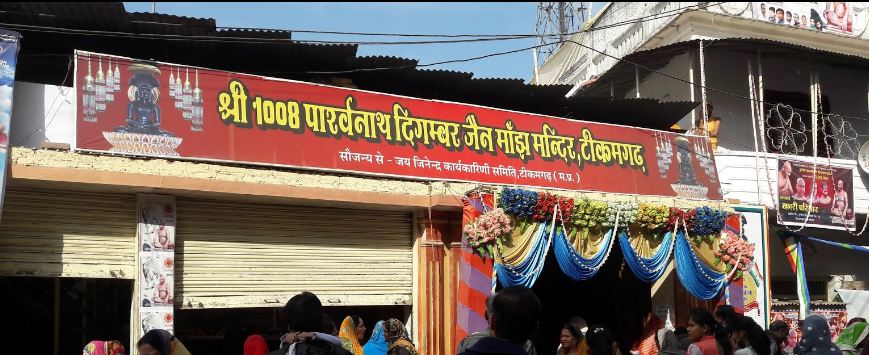 श्री 1008 पार्श्वनाथ दिगम्बर जैन माँझ मन्दिर, टीकमगढ़
सौजन्य से - जय जिनेन्द्र कार्यकारिणी समिति, टीकमगढ़ (म.प्र.)